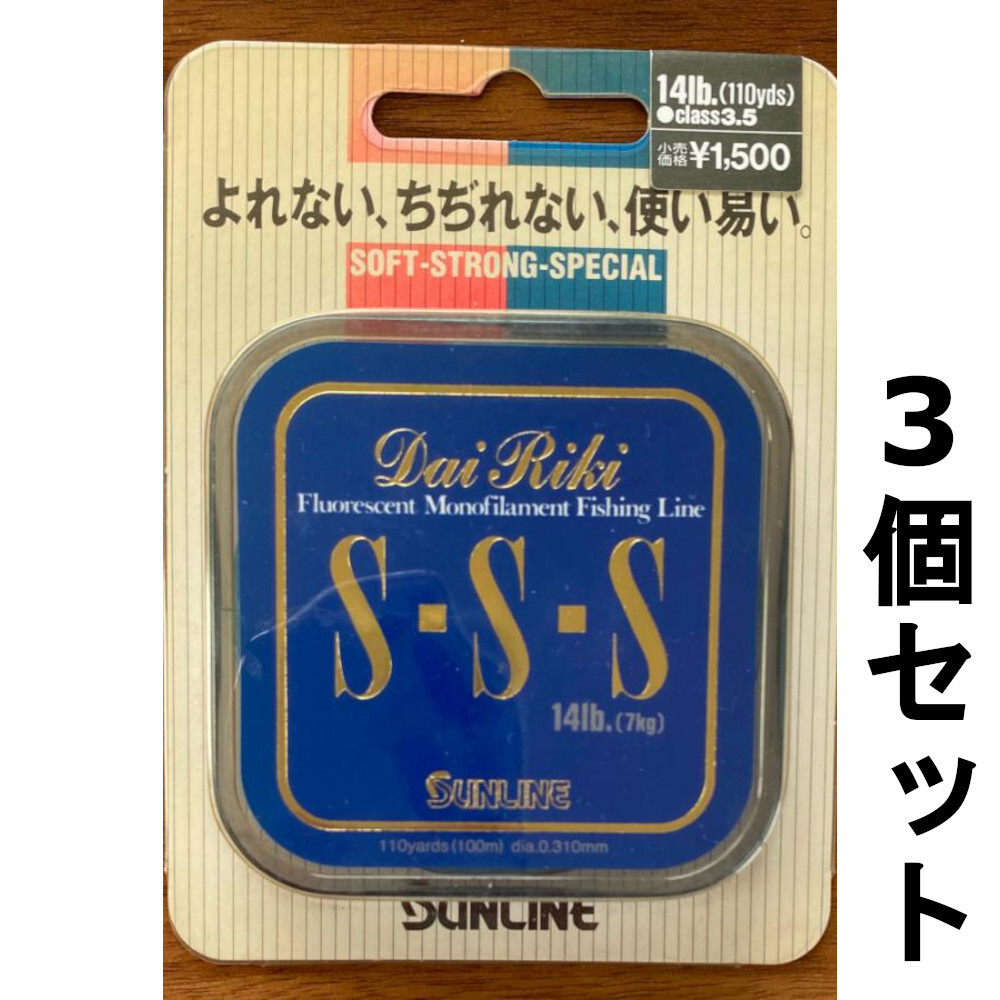 14lb.(110yds)
●class3.5
小売価格 ¥1,500
よれない、ちぢれない、使い易い。
SOFT-STRONG-SPECIAL
Dai Riki
Fluorescent Monofilament Fishing Line
S・S・S
14lb.(7kg)
SUNLINE
110yards(100m) dia.0.310mm
SUNLINE
3個セット